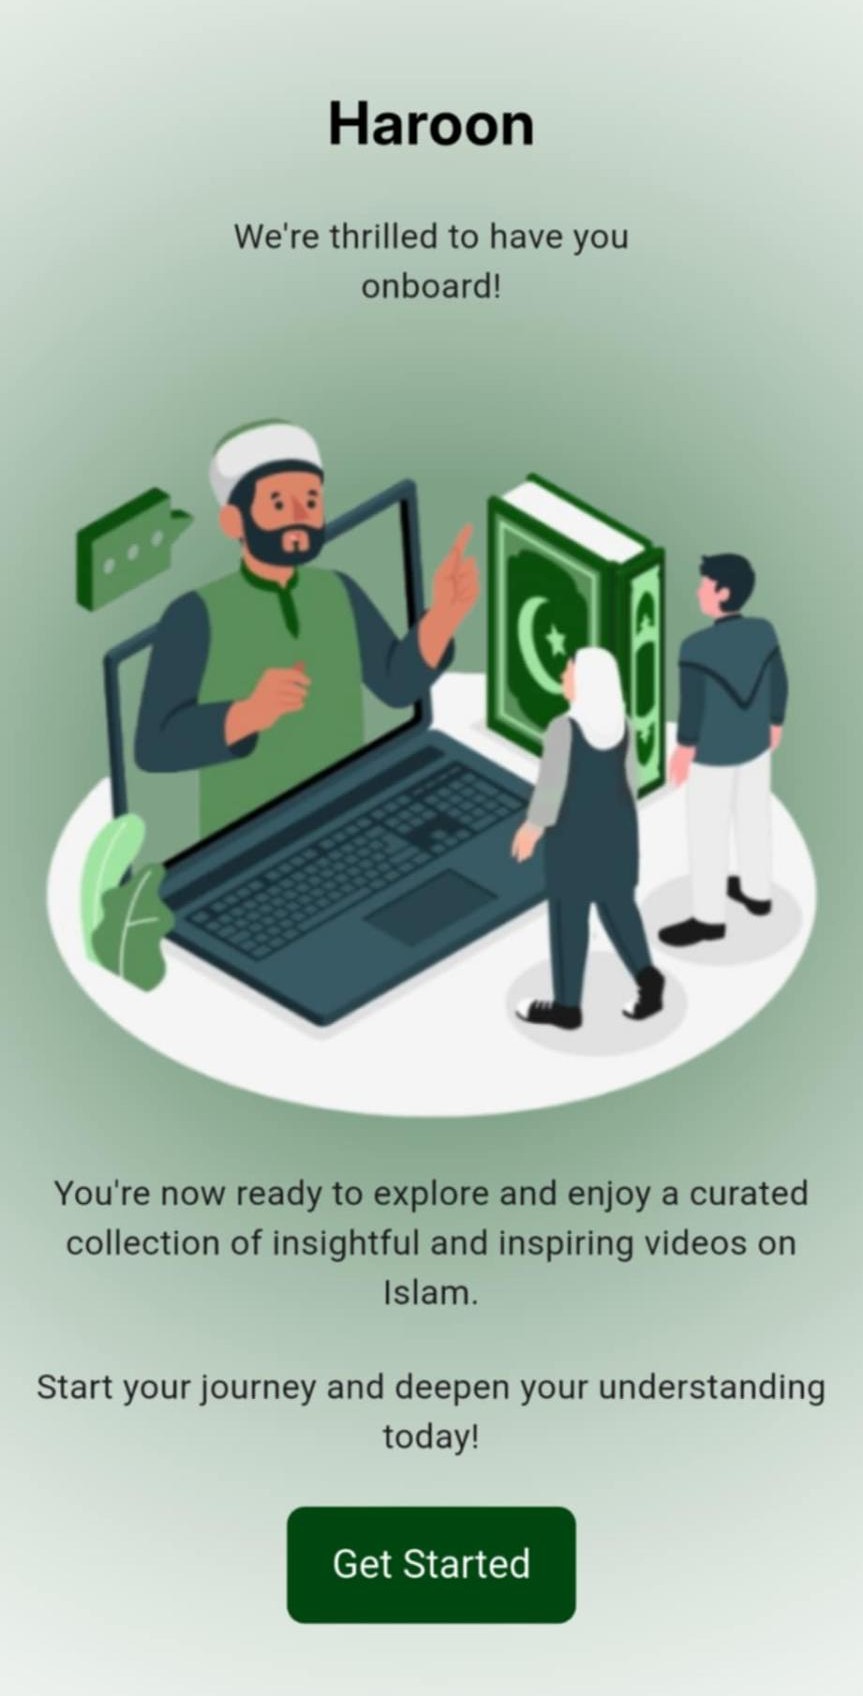 Haroon
We're thrilled to have you
onboard!
You're now ready to explore and enjoy a curated
collection of insightful and inspiring videos on
Islam.
Start your journey and deepen your understanding
today!
Get Started